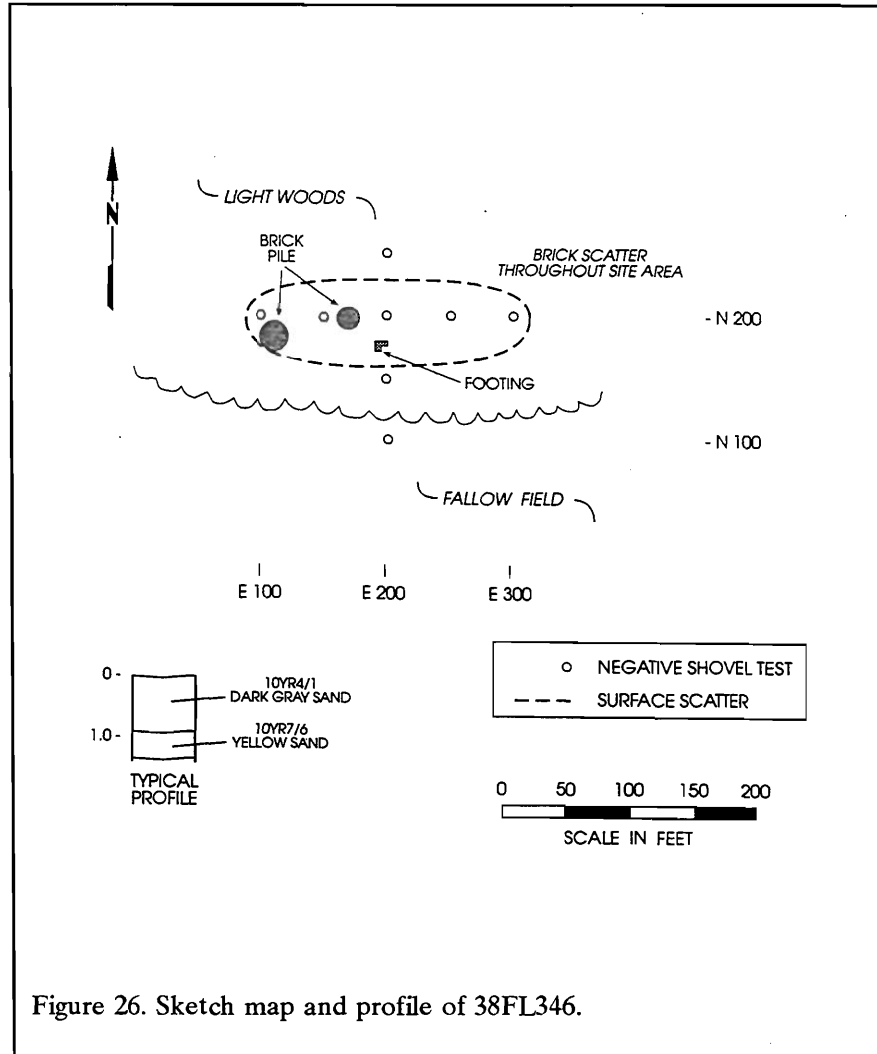 N
LIGHT WOODS
BRICK
PILE
BRICK SCATTER
THROUGHOUT SITE AREA
- N 200
FOOTING
- N 100
FALLOW FIELD
E 100
E 200
E 300
0 -
10YR4/1
DARK GRAY SAND
1.0 -
10YR7/6
YELLOW SAND
TYPICAL
PROFILE
NEGATIVE SHOVEL TEST
SURFACE SCATTER
0 50 100 150 200
SCALE IN FEET
Figure 26. Sketch map and profile of 38FL346.